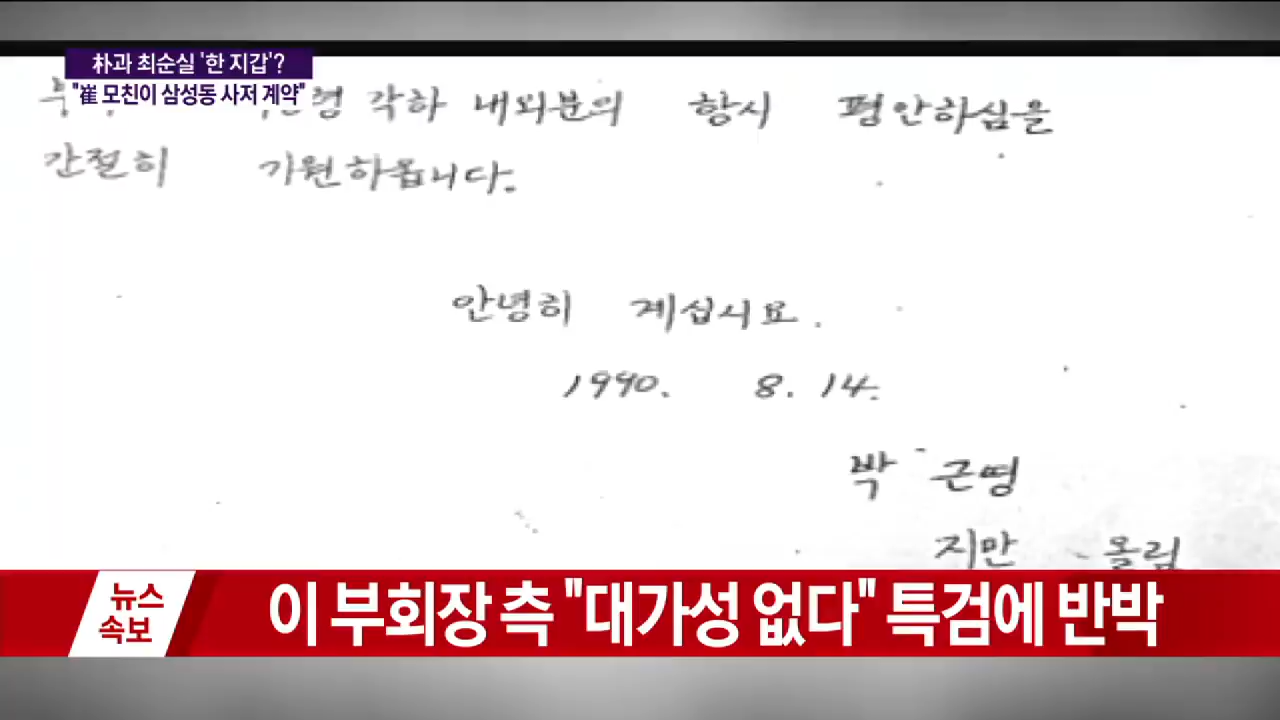 朴과 최순실 '한 지갑'?
"崔 모친이 삼성동 사저 계약"
각하 내외분의 항시 평안하심을
간절히 기원하옵니다.
안녕히 계십시요.
1990. 8. 14.
박 근령
지만 올림
뉴스
속보
이 부회장 측 "대가성 없다" 특검에 반박